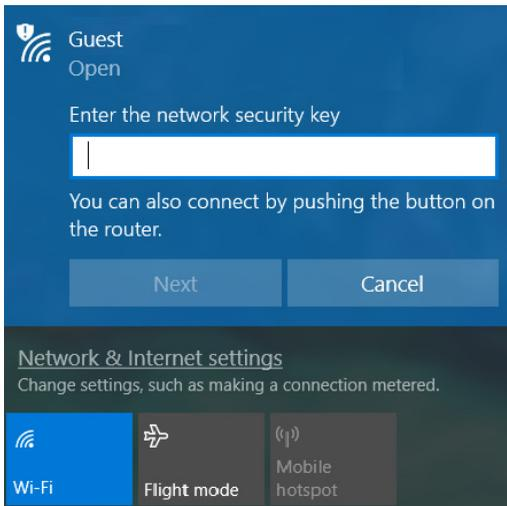 Guest
Open
Enter the network security key
You can also connect by pushing the button on
the router.
Next
Cancel
Network & Internet settings
Change settings, such as making a connection metered.
Wi-Fi
Flight mode
Mobile
hotspot